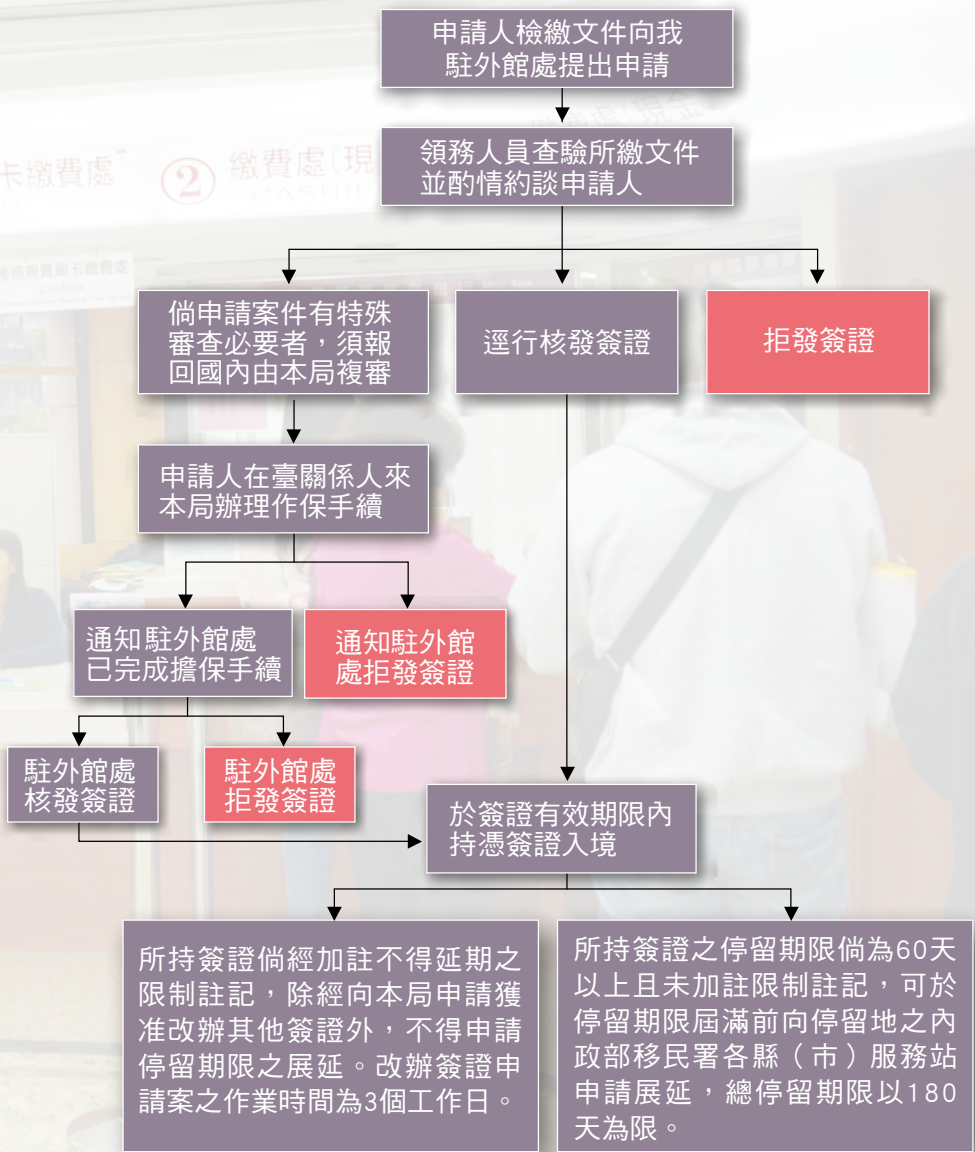 申請人檢繳文件向我
駐外館處提出申請
領務人員查驗所繳文件
並酌情約談申請人
倘申請案件有特殊
審查必要者，須報
回國內由本局複審
逕行核發簽證
拒發簽證
申請人在臺關係人來
本局辦理作保手續
通知駐外館處
已完成擔保手續
通知駐外館
處拒發簽證
駐外館處
核發簽證
駐外館處
拒發簽證
於簽證有效期限內
持憑簽證入境
所持簽證倘經加註不得延期之
限制註記，除經向本局申請獲
准改辦其他簽證外，不得申請
停留期限之展延。改辦簽證申
請案之作業時間為3個工作日。
所持簽證之停留期限倘為60天
以上且未加註限制註記，可於
停留期限屆滿前向停留地之內
政部移民署各縣（市）服務站
申請展延，總停留期限以180
天為限。
卡繳費處
② 繳費處(現